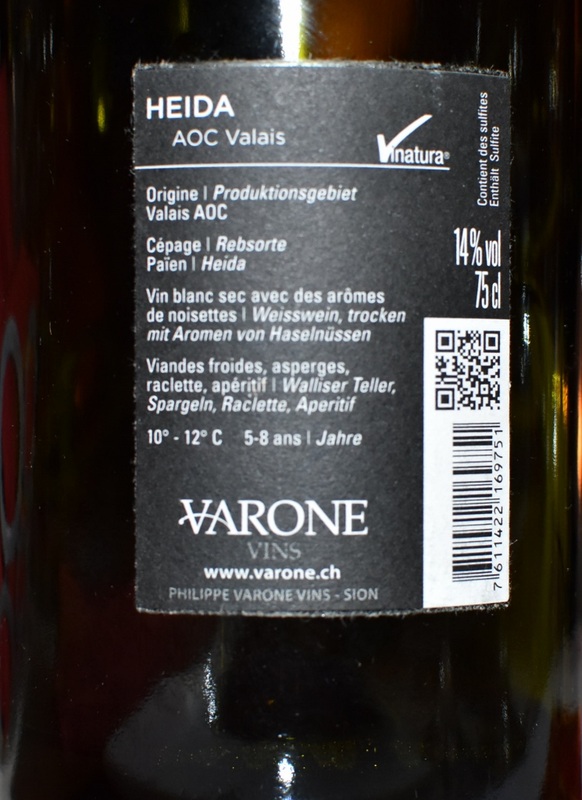 HEIDA
AOC Valais
Vinatura®
Contient des sulfites
Enthält Sulfite
Origine | Produktionsgebiet
Valais AOC
Cépage | Rebsorte
Païen | Heida
14% vol
75 cl
Vin blanc sec avec des arômes
de noisettes | Weisswein, trocken
mit Aromen von Haselnüssen
Viandes froides, asperges,
raclette, apéritif | Walliser Teller,
Spargeln, Raclette, Aperitif
10° - 12° C 5-8 ans | Jahre
7 611422 169751
VARONE
VINS
www.varone.ch
PHILIPPE VARONE VINS - SION